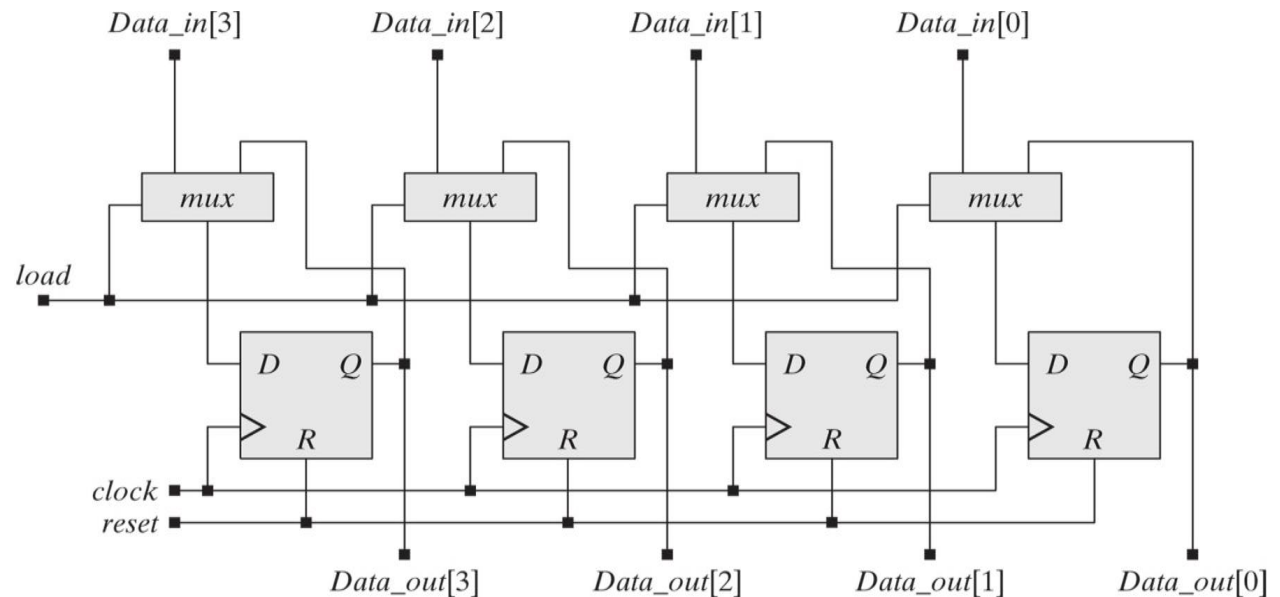 Data_in[3] Data_in[2] Data_in[1] Data_in[0]
mux mux mux mux
load
D Q D Q D Q D Q
R R R R
clock
reset
Data_out[3] Data_out[2] Data_out[1] Data_out[0]